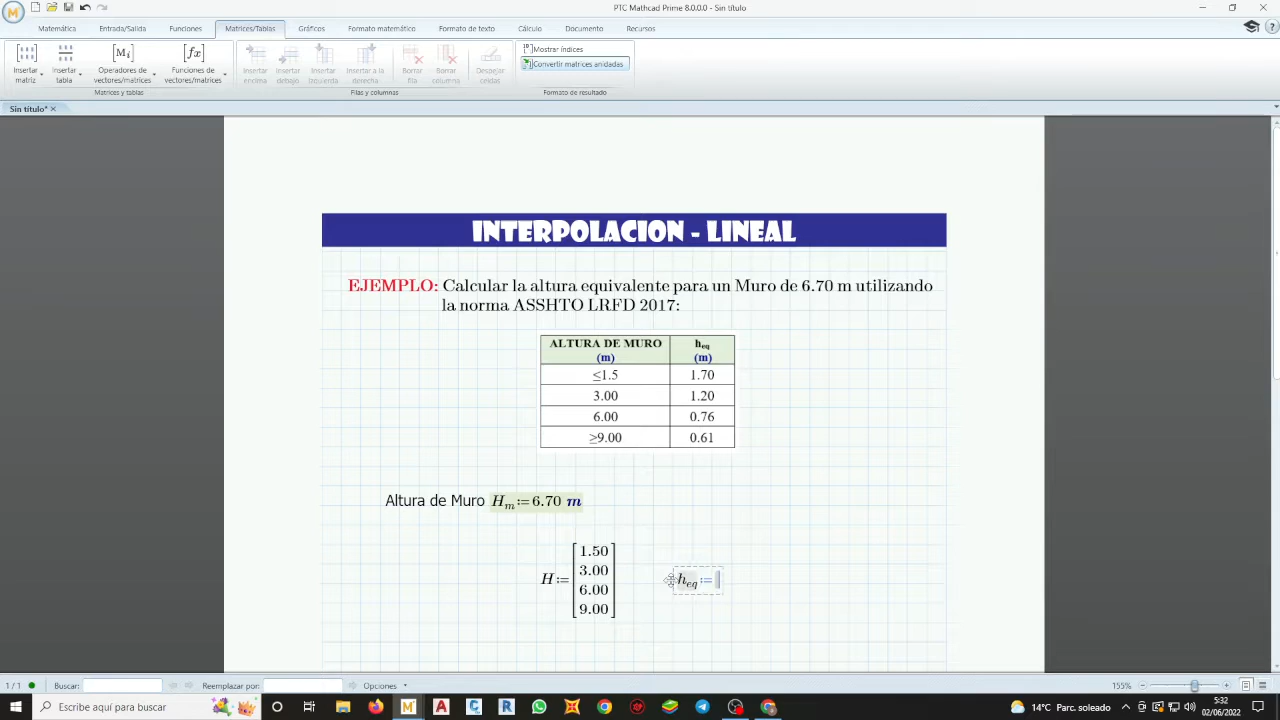 PTC Mathcad Prime 8.0.0.0 - Sin título
Matemática Entrada/Salida Funciones Matrices/Tablas Gráficos Formato matemático Formato de texto Cálculo Documento Recursos
Insertar matriz
Insertar tabla
Operadores de vectores/matrices
Funciones de vectores/matrices
Matrices y tablas
Insertar encima
Insertar debajo
Insertar izquierda
Insertar a la derecha
Borrar fila
Borrar columna
Despejar celdas
Filas y columnas
Mostrar índices
Convertir matrices anidadas
Formato de resultado
Sin título*
INTERPOLACION - LINEAL
EJEMPLO: Calcular la altura equivalente para un Muro de 6.70 m utilizando
la norma ASSHTO LRFD 2017:
ALTURA DE MURO (m) heq (m)
≤1.5 1.70
3.00 1.20
6.00 0.76
≥9.00 0.61
Altura de Muro Hm := 6.70 m
H := [1.50
3.00
6.00
9.00]
heq :=
1 / 1 Buscar: Reemplazar por: Opciones 155%
Escribe aquí para buscar
14°C Parc. soleado
5:32
02/06/2022